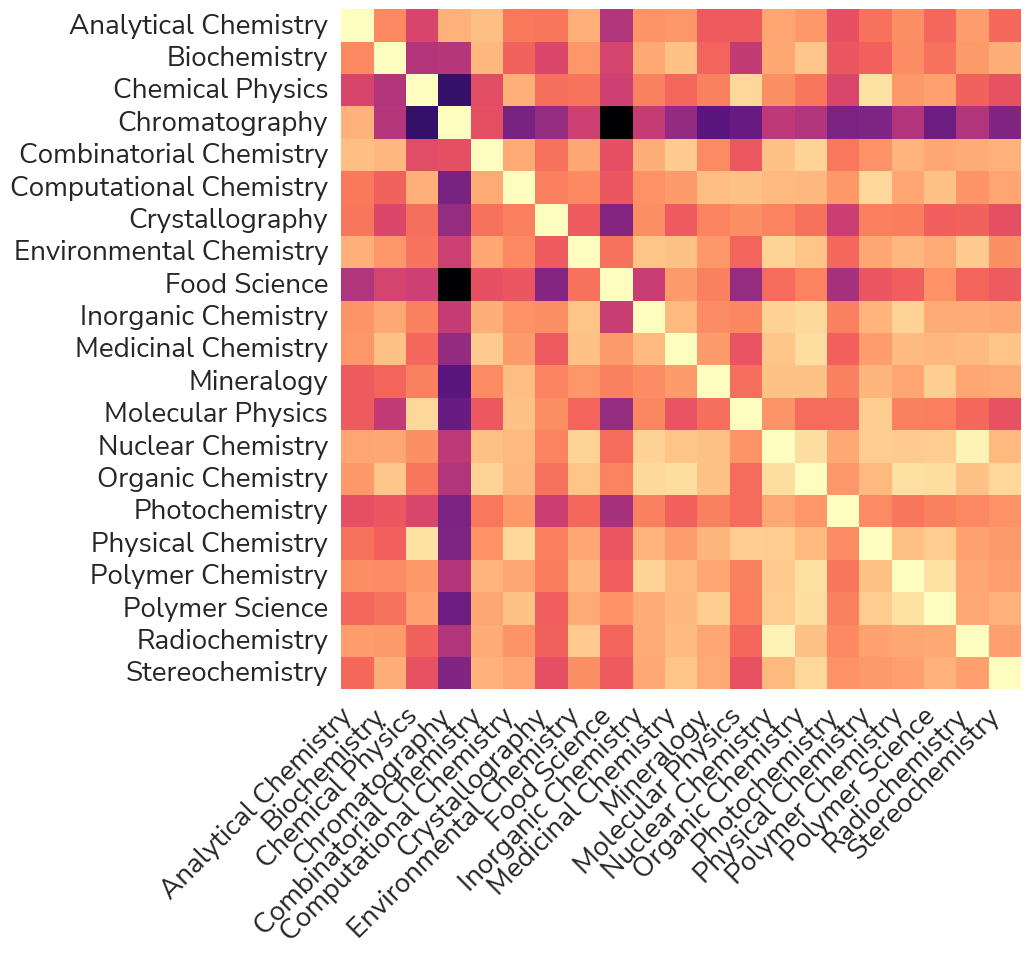 Analytical Chemistry
Biochemistry
Chemical Physics
Chromatography
Combinatorial Chemistry
Computational Chemistry
Crystallography
Environmental Chemistry
Food Science
Inorganic Chemistry
Medicinal Chemistry
Mineralogy
Molecular Physics
Nuclear Chemistry
Organic Chemistry
Photochemistry
Physical Chemistry
Polymer Chemistry
Polymer Science
Radiochemistry
Stereochemistry
Analytical Chemistry
Biochemistry
Chemical Physics
Chromatography
Combinatorial Chemistry
Computational Chemistry
Crystallography
Environmental Chemistry
Food Science
Inorganic Chemistry
Medicinal Chemistry
Mineralogy
Molecular Physics
Nuclear Chemistry
Organic Chemistry
Photochemistry
Physical Chemistry
Polymer Chemistry
Polymer Science
Radiochemistry
Stereochemistry